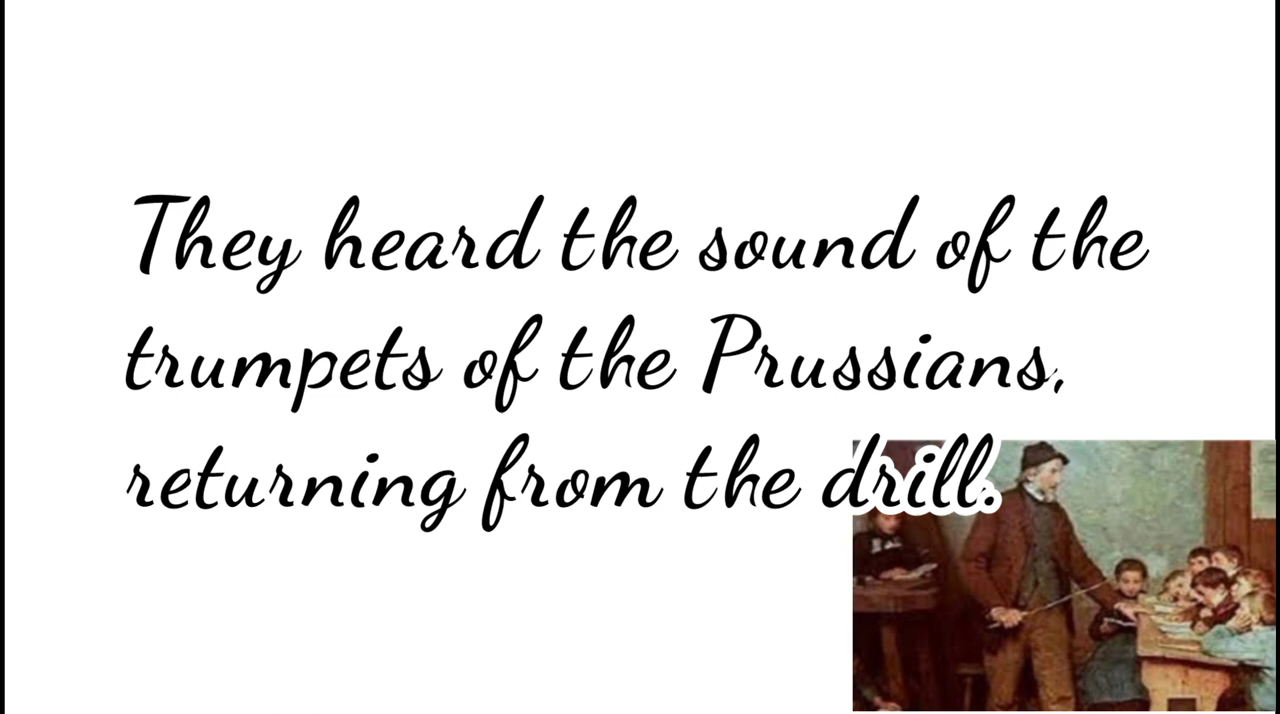 They heard the sound of the
trumpets of the Prussians,
returning from the drill.